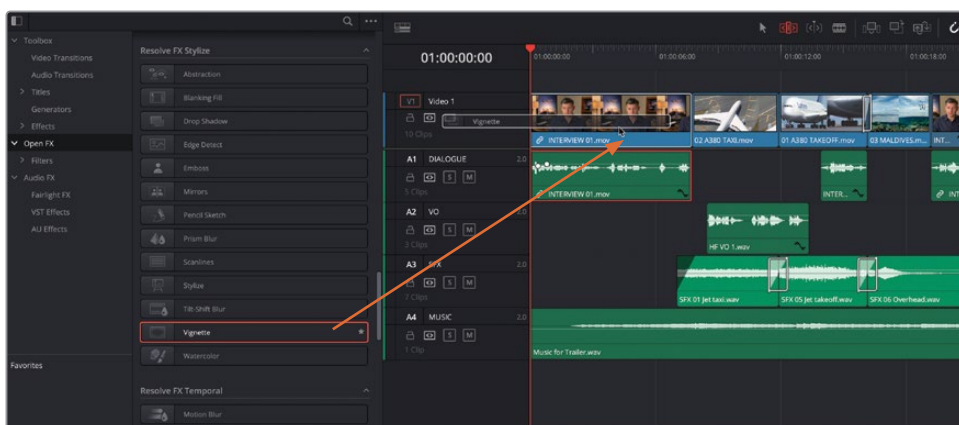 Toolbox
Video Transitions
Audio Transitions
Titles
Generators
Effects
Open FX
Filters
Audio FX
Fairlight FX
VST Effects
AU Effects
Favorites
Resolve FX Stylize
Abstraction
Blanking Fill
Drop Shadow
Edge Detect
Emboss
Mirrors
Pencil Sketch
Prism Blur
Scanlines
Stylize
Tilt-Shift Blur
Vignette
Watercolor
Resolve FX Temporal
Motion Blur
01:00:00:00
01:00:00:00
01:00:06:00
01:00:12:00
01:00:18:00
V1 Video 1
Vignette
10 Clips
INTERVIEW 01.mov
02 A380 TAXI.mov
01 A380 TAKEOFF.mov
03 MALDIVES.m...
INT...
A1 DIALOGUE 2.0
S M
5 Clips
INTERVIEW 01.mov
INTER...
INT
A2 VO 2.0
S M
3 Clips
HF VO 1.wav
A3 SFX 2.0
S M
7 Clips
SFX 01 Jet taxi.wav
SFX 05 Jet takeoff.wav
SFX 06 Overhead.wav
A4 MUSIC 2.0
S M
1 Clip
Music for Trailer.wav